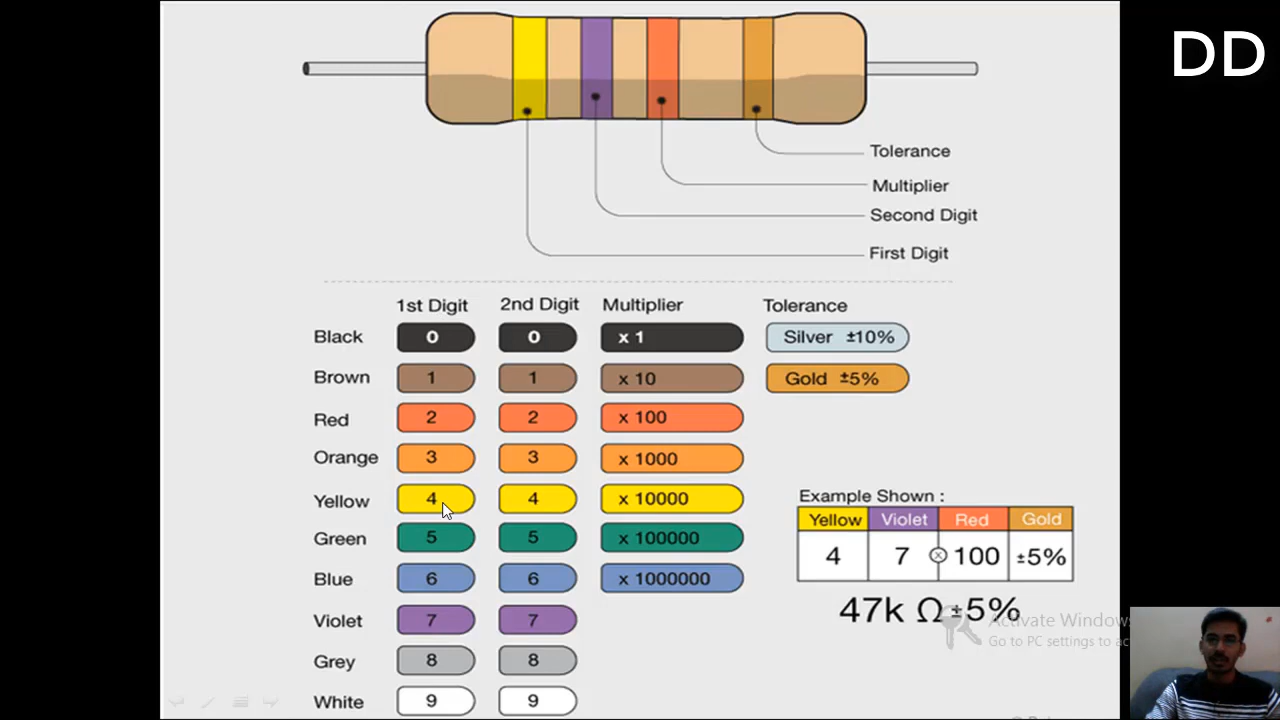 DD
Tolerance
Multiplier
Second Digit
First Digit
1st Digit 2nd Digit Multiplier Tolerance
Black 0 0 x 1 Silver ±10%
Brown 1 1 x 10 Gold ±5%
Red 2 2 x 100
Orange 3 3 x 1000
Yellow 4 4 x 10000
Green 5 5 x 100000
Blue 6 6 x 1000000
Violet 7 7
Grey 8 8
White 9 9
Example Shown :
Yellow Violet Red Gold
4 7 ⊗ 100 ±5%
47k Ω ±5%
Activate Windows
Go to PC settings to ac